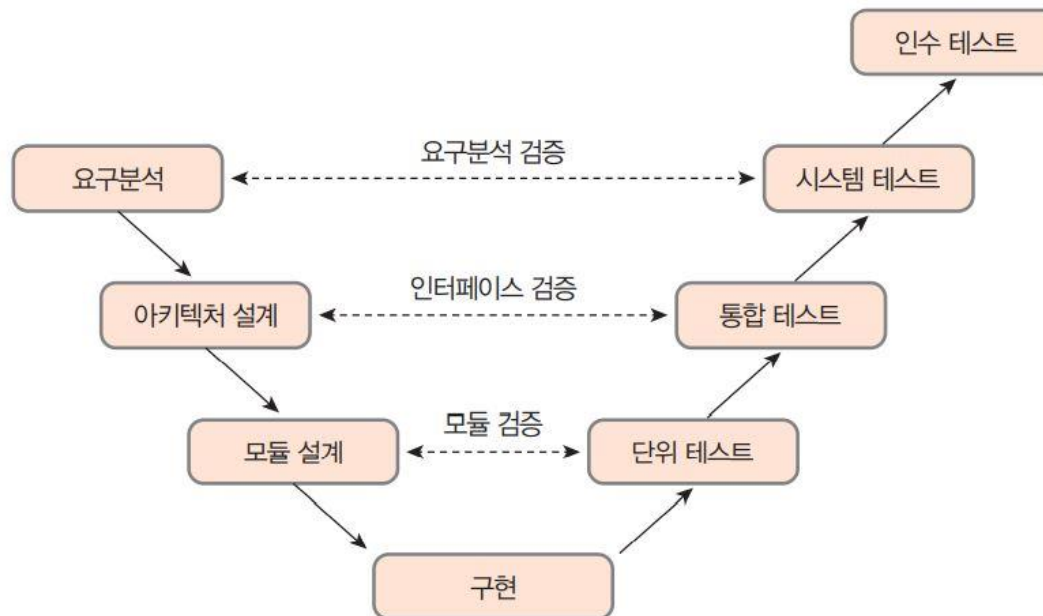 인수 테스트
요구분석 검증
요구분석
시스템 테스트
인터페이스 검증
아키텍처 설계
통합 테스트
모듈 검증
모듈 설계
단위 테스트
구현